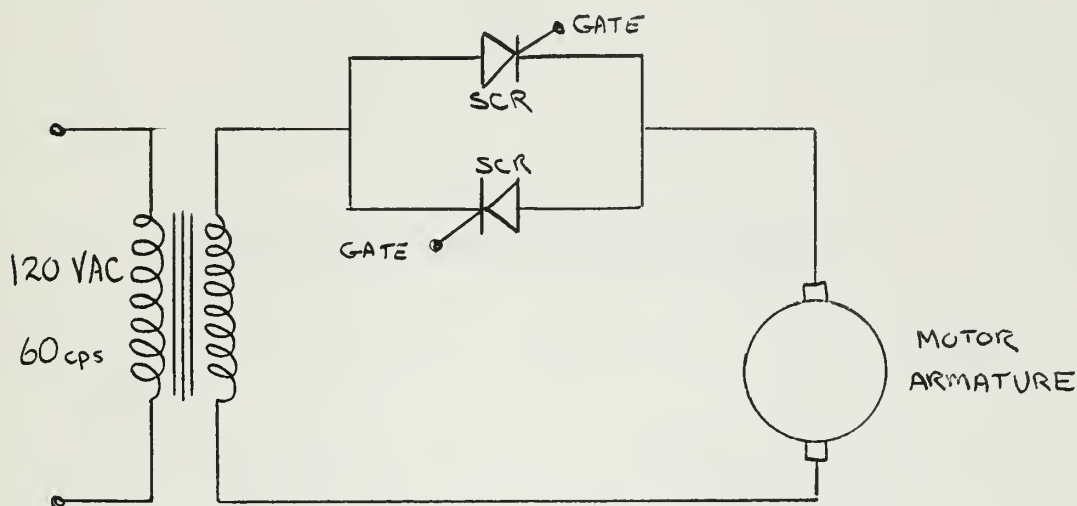 GATE
SCR
SCR
GATE
120 VAC
60 cps
MOTOR
ARMATURE